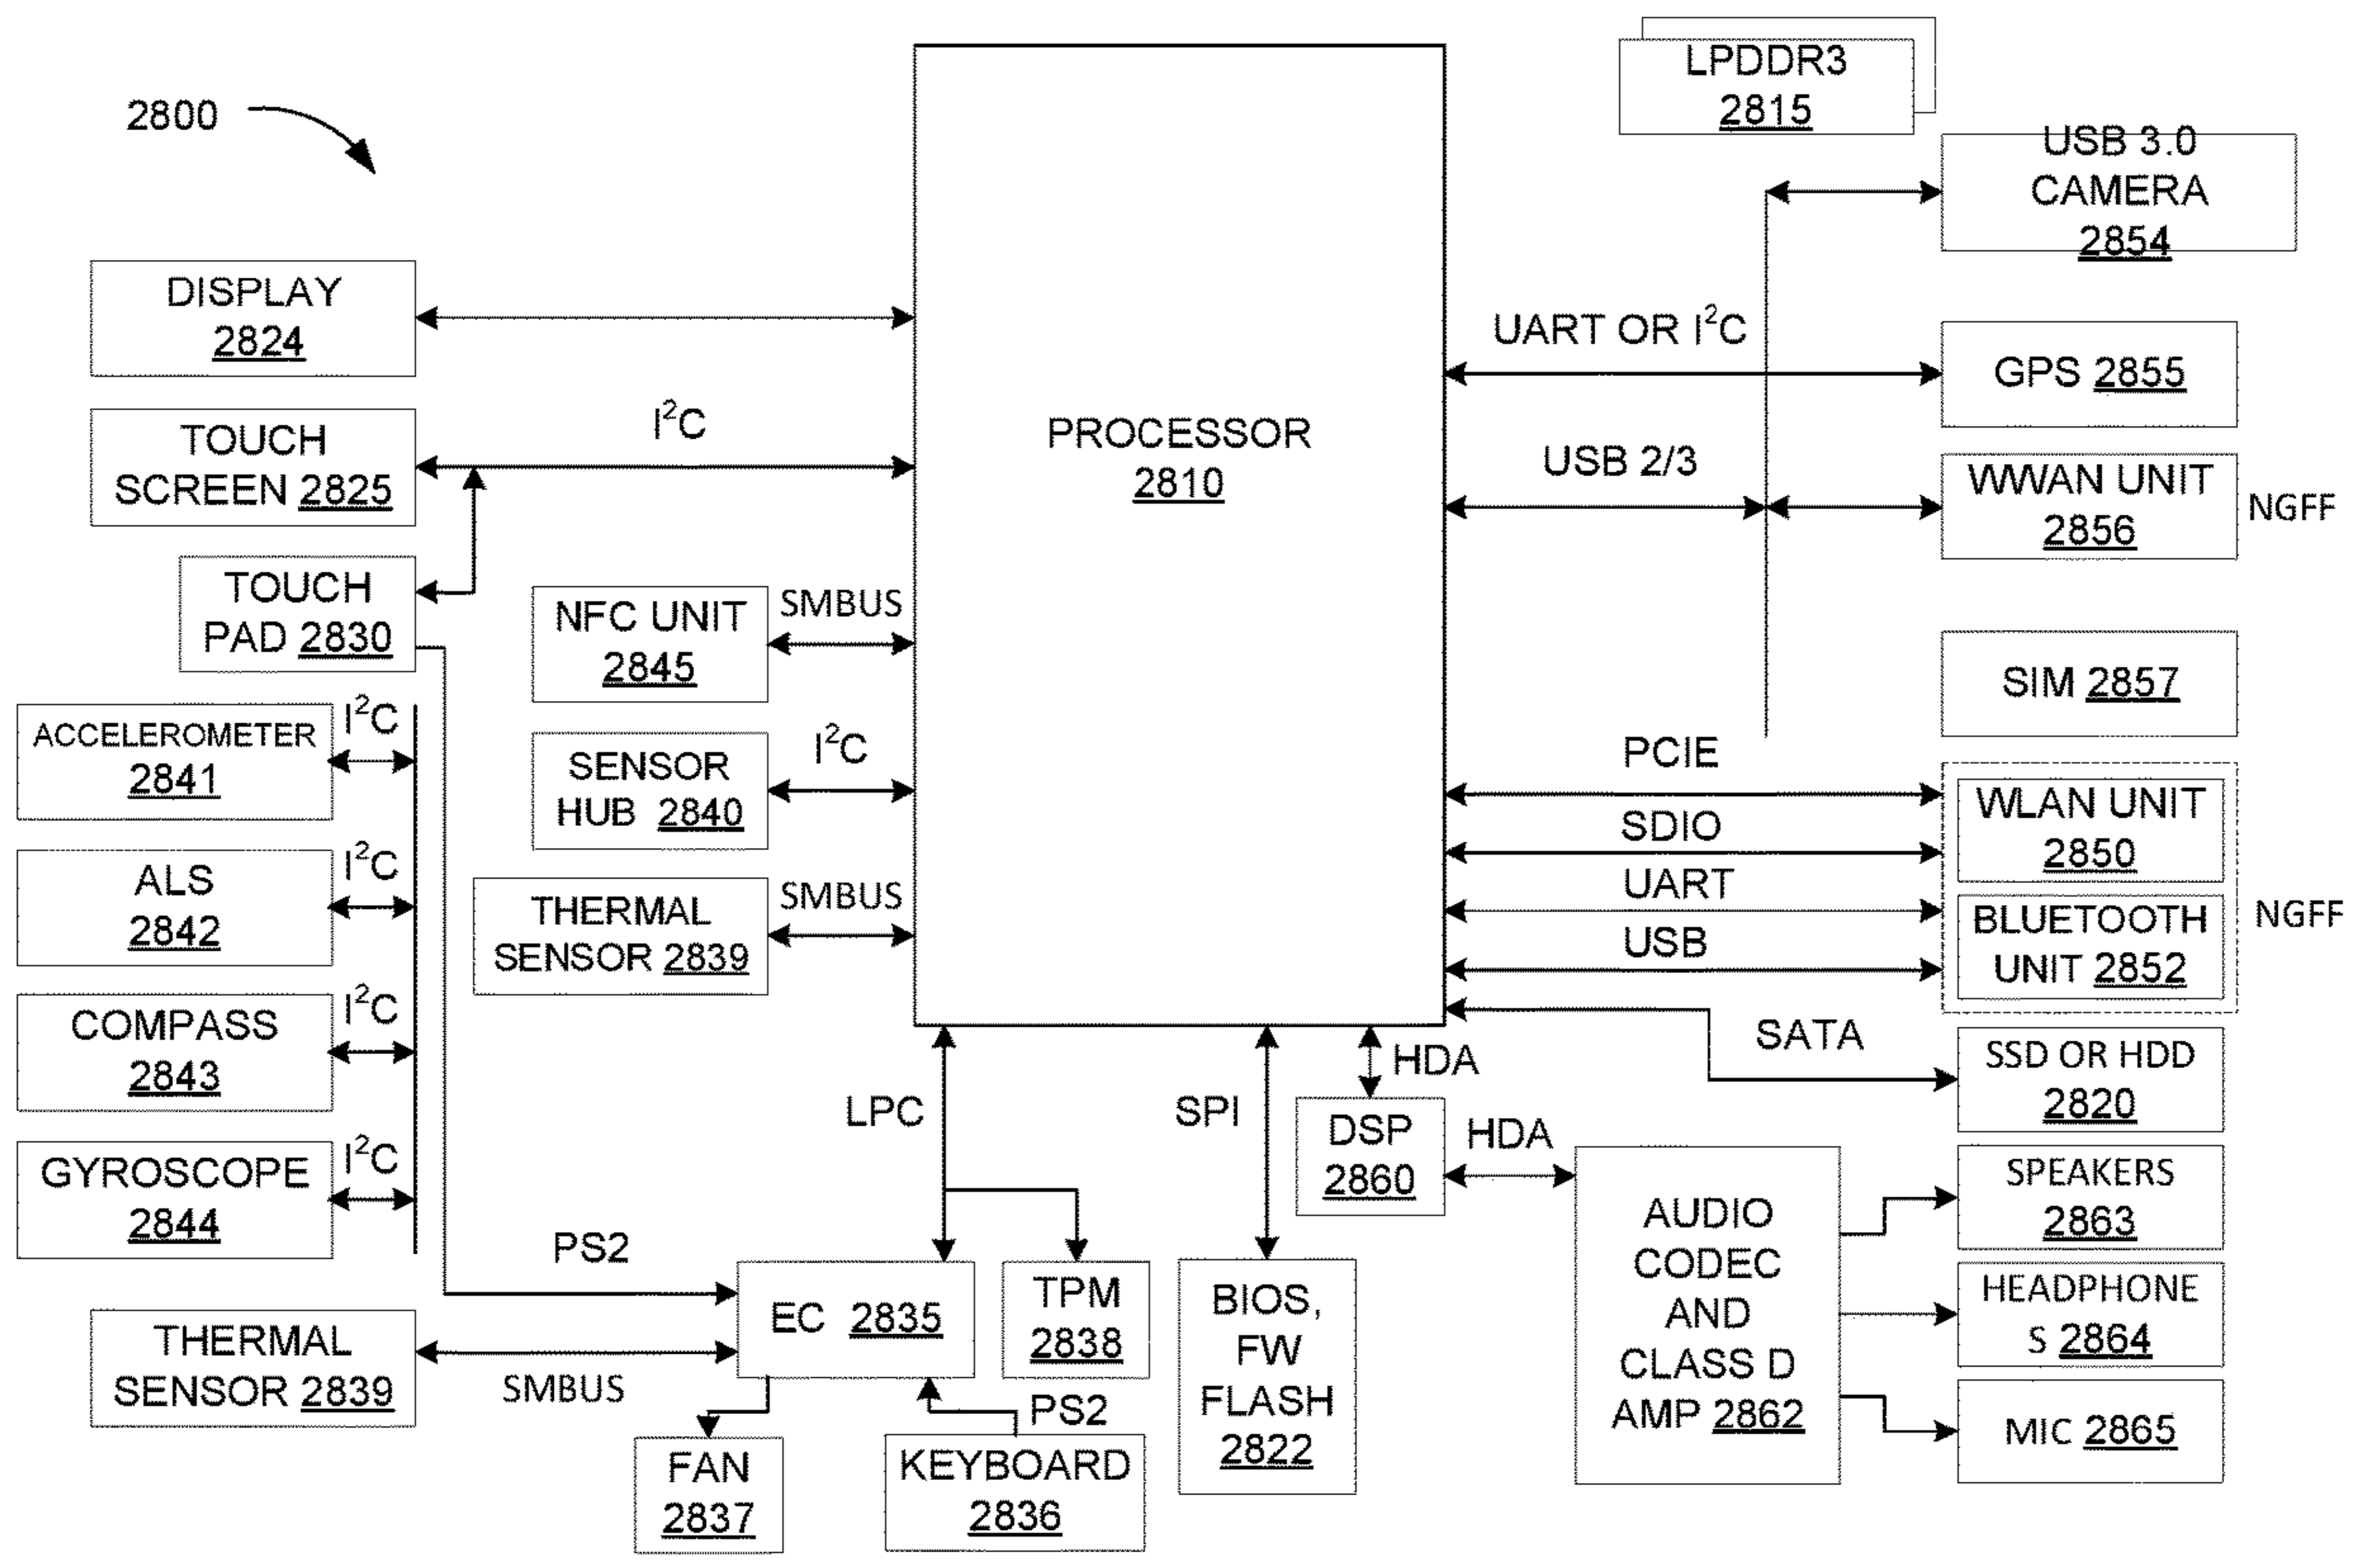 2800
PROCESSOR
2810
LPDDR3
2815
USB 3.0
CAMERA
2854
DISPLAY
2824
UART OR I²C
GPS 2855
I²C
TOUCH
SCREEN 2825
USB 2/3
WWAN UNIT
2856
NGFF
TOUCH
PAD 2830
NFC UNIT
2845
SMBUS
SIM 2857
ACCELEROMETER
2841
I²C
SENSOR
HUB 2840
I²C
PCIE
SDIO
UART
USB
WLAN UNIT
2850
BLUETOOTH
UNIT 2852
NGFF
ALS
2842
I²C
THERMAL
SENSOR 2839
SMBUS
COMPASS
2843
I²C
SATA
SSD OR HDD
2820
GYROSCOPE
2844
I²C
LPC
SPI
HDA
DSP
2860
HDA
AUDIO
CODEC
AND
CLASS D
AMP 2862
SPEAKERS
2863
HEADPHONE
S 2864
MIC 2865
PS2
EC 2835
TPM
2838
BIOS,
FW
FLASH
2822
THERMAL
SENSOR 2839
SMBUS
FAN
2837
PS2
KEYBOARD
2836